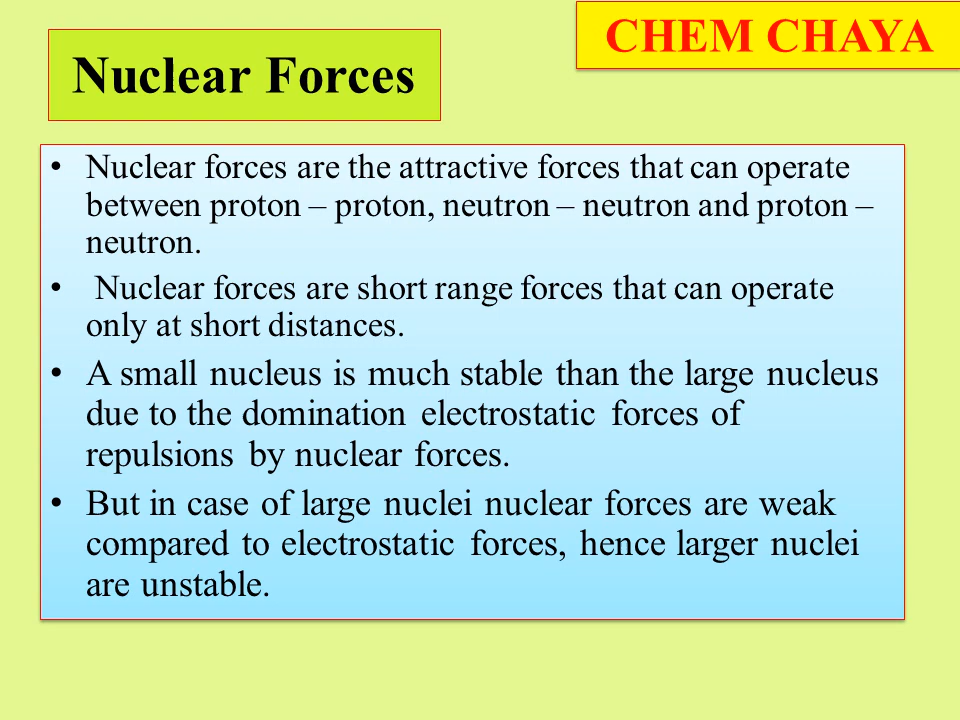 CHEM CHAYA
Nuclear Forces
• Nuclear forces are the attractive forces that can operate
between proton – proton, neutron – neutron and proton –
neutron.
• Nuclear forces are short range forces that can operate
only at short distances.
• A small nucleus is much stable than the large nucleus
due to the domination electrostatic forces of
repulsions by nuclear forces.
• But in case of large nuclei nuclear forces are weak
compared to electrostatic forces, hence larger nuclei
are unstable.